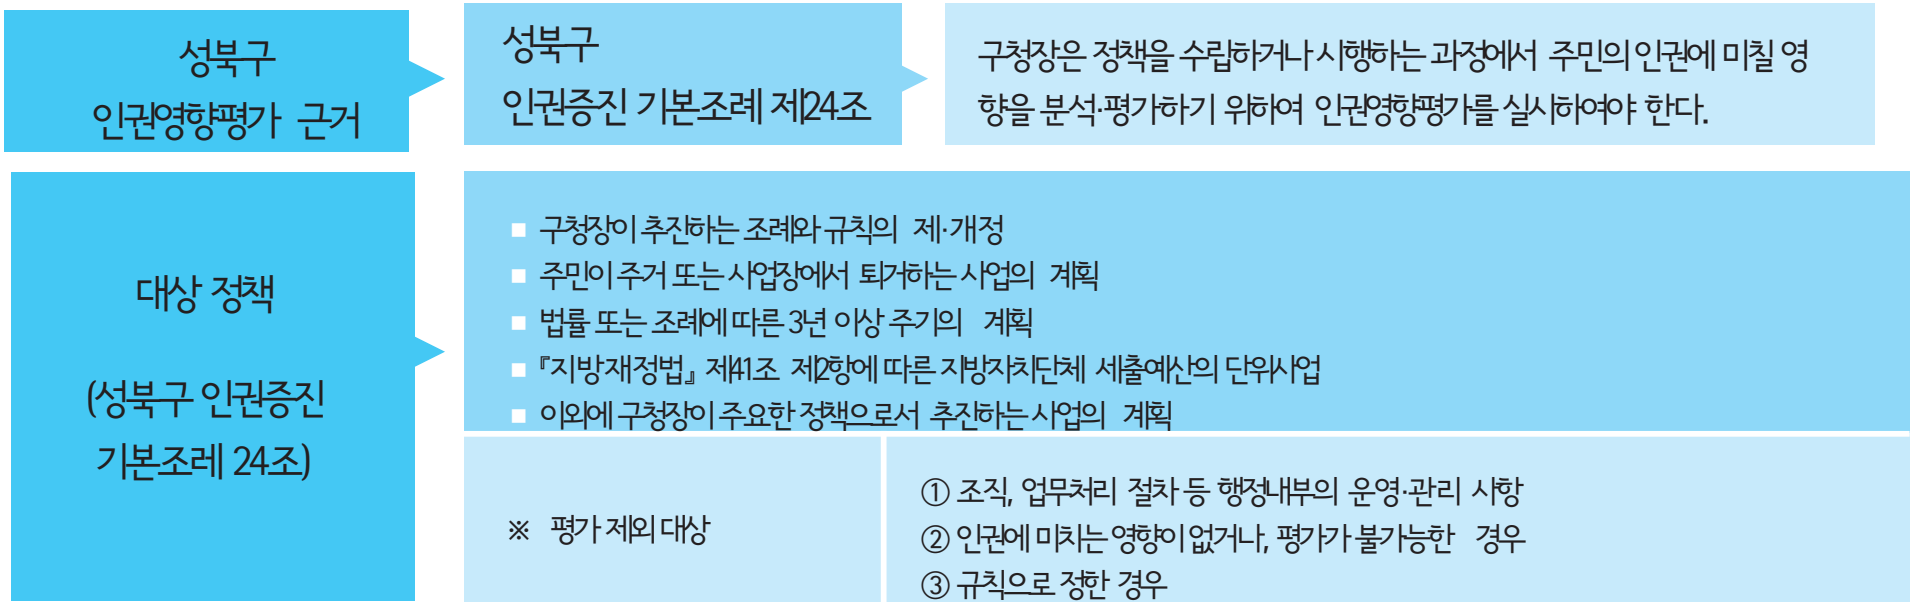 성북구
인권영향평가 근거
성북구
인권증진 기본조례 제24조
구청장은 정책을 수립하거나 시행하는 과정에서 주민의 인권에 미칠 영
향을 분석·평가하기 위하여 인권영향평가를 실시하여야 한다.
대상 정책
(성북구 인권증진
기본조레 24조)
■ 구청장이 추진하는 조례와 규칙의 제·개정
■ 주민이 주거 또는 사업장에서 퇴거하는 사업의 계획
■ 법률 또는 조례에 따른 3년 이상 주기의 계획
■ 『지방재정법』 제41조 제2항에 따른 지방자치단체 세출예산의 단위사업
■ 이외에 구청장이 주요한 정책으로서 추진하는 사업의 계획
※ 평가 제외 대상
① 조직, 업무처리 절차 등 행정내부의 운영·관리 사항
② 인권에 미치는 영향이 없거나, 평가가 불가능한 경우
③ 규칙으로 정한 경우